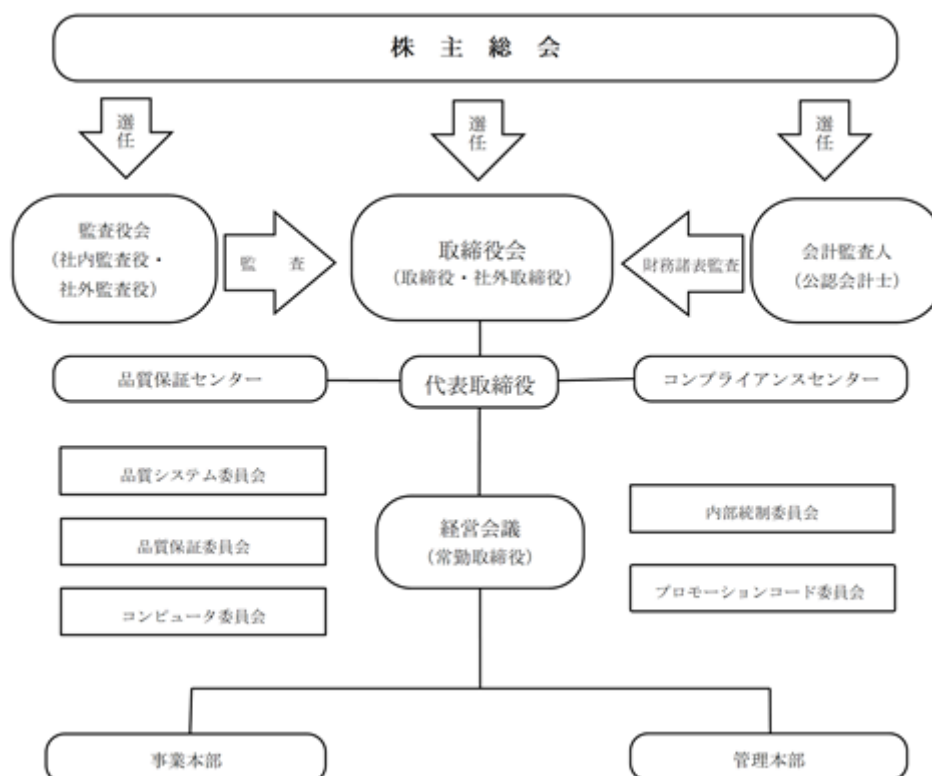 株 主 総 会
選任
選任
選任
監査役会
(社内監査役・
社外監査役)
監 査
取締役会
(取締役・社外取締役)
財務諸表監査
会計監査人
(公認会計士)
品質保証センター
代表取締役
コンプライアンスセンター
品質システム委員会
品質保証委員会
コンピュータ委員会
経営会議
(常勤取締役)
内部統制委員会
プロモーションコード委員会
事業本部
管理本部